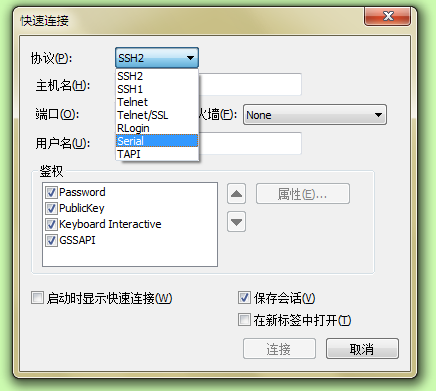 快速连接
协议(P): SSH2
主机名(H):
SSH2
SSH1
Telnet
端口(O): 火墙(F): None
Telnet/SSL
RLogin
用户名(U):
Serial
TAPI
鉴权
Password
PublicKey
Keyboard Interactive
GSSAPI
属性(E)...
启动时显示快速连接(W)
保存会话(V)
在新标签中打开(T)
连接
取消